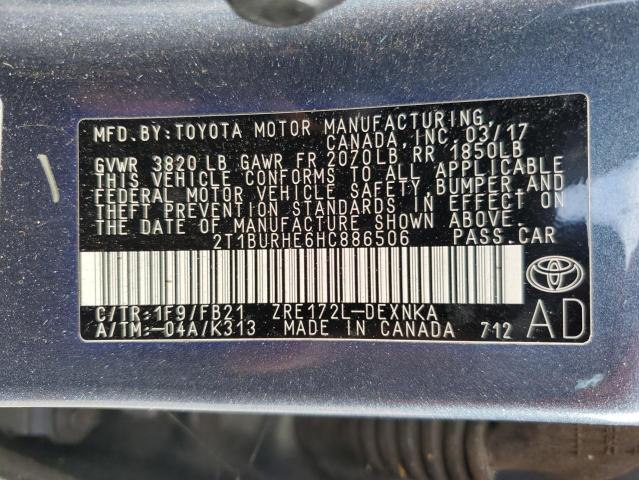 MFD. BY: TOYOTA MOTOR MANUFACTURING,
CANADA, INC. 03/17
GVWR 3820 LB GAWR FR 2070LB, RR 1850LB
THIS VEHICLE CONFORMS TO ALL APPLICABLE
FEDERAL MOTOR VEHICLE SAFETY, BUMPER, AND
THEFT PREVENTION STANDARDS IN EFFECT ON
THE DATE OF MANUFACTURE SHOWN ABOVE.
2T1BURHE6HC886506 PASS.CAR
C/TR:1F9/FB21 ZRE172L-DEXNKA
A/TM:-04A/K313 MADE IN CANADA 712
AD